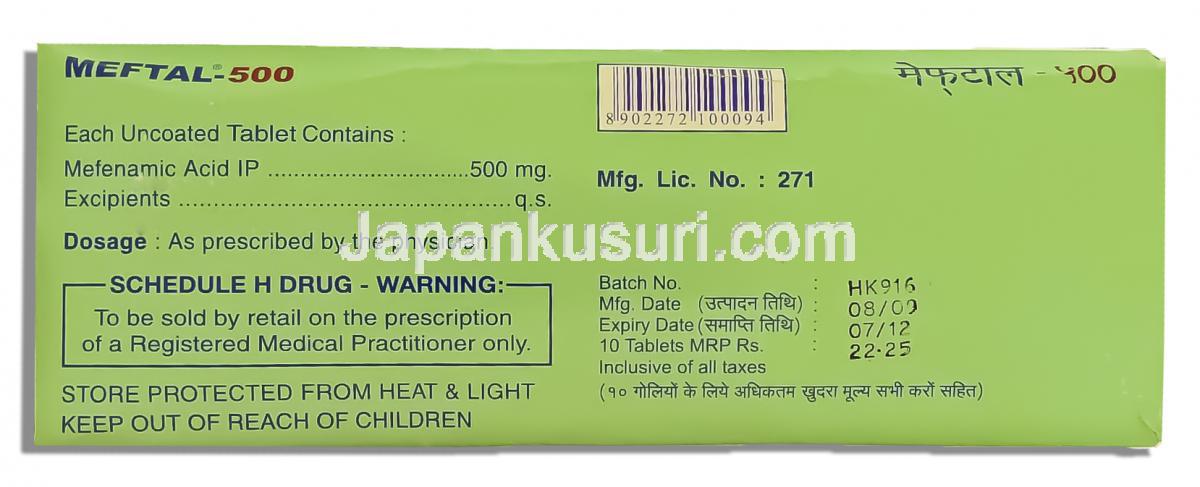 MEFTAL®-500
Each Uncoated Tablet Contains :
Mefenamic Acid IP ...............................500 mg.
Excipients ....................................................q.s.
Dosage : As prescribed by the physician.
SCHEDULE H DRUG - WARNING:
To be sold by retail on the prescription
of a Registered Medical Practitioner only.
STORE PROTECTED FROM HEAT & LIGHT
KEEP OUT OF REACH OF CHILDREN
8 902272 100094
मेफ्टाल - ५00
Mfg. Lic. No. : 271
Batch No. : HK916
Mfg. Date (उत्पादन तिथि) : 08/09
Expiry Date (समाप्ति तिथि) : 07/12
10 Tablets MRP Rs. : 22·25
Inclusive of all taxes
(१० गोलियों के लिये अधिकतम खुदरा मूल्य सभी करों सहित)
Japankusuri.com